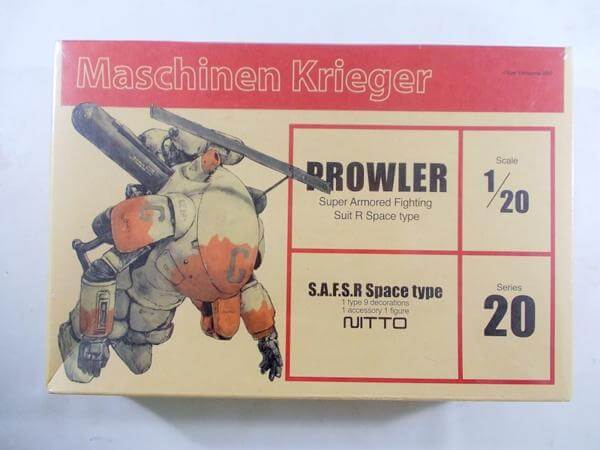 Maschinen Krieger
PROWLER
Super Armored Fighting
Suit R Space type
Scale
1/20
S.A.F.S.R Space type
1 type 9 decorations
1 accessory 1 figure
NITTO
Series
20
C
C